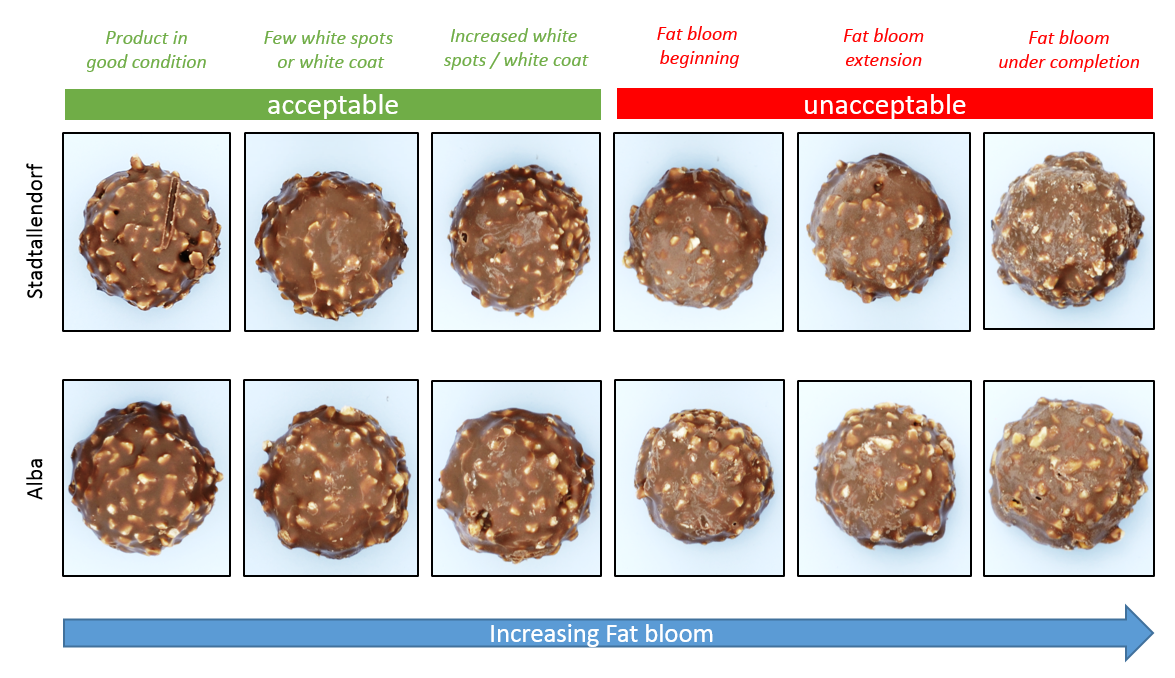 Product in
good condition
Few white spots
or white coat
Increased white
spots / white coat
Fat bloom
beginning
Fat bloom
extension
Fat bloom
under completion
acceptable
unacceptable
Stadtallendorf
Alba
Increasing Fat bloom